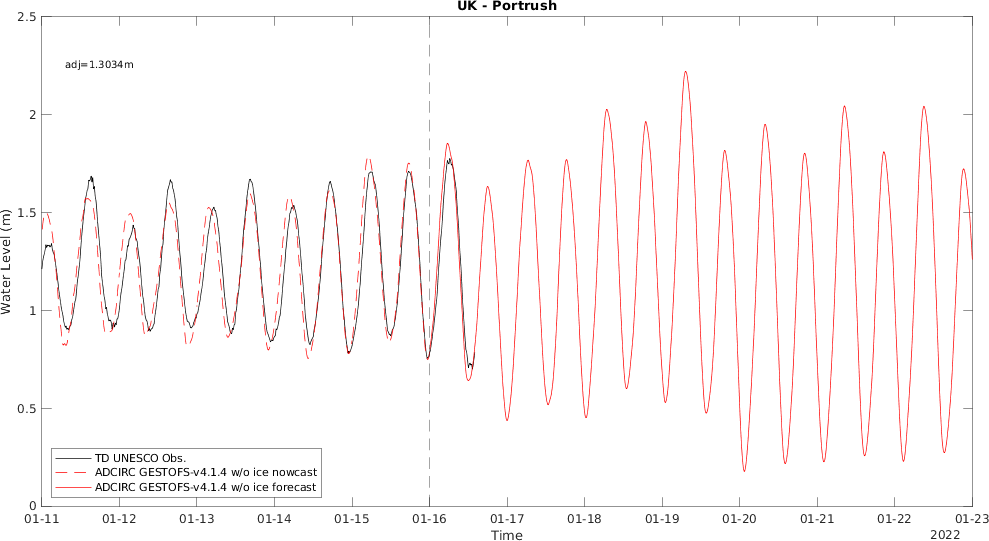 UK - Portrush
2.5
adj=1.3034m
2
1.5
Water Level (m)
1
0.5
TD UNESCO Obs.
ADCIRC GESTOFS-v4.1.4 w/o ice nowcast
ADCIRC GESTOFS-v4.1.4 w/o ice forecast
0
01-11 01-12 01-13 01-14 01-15 01-16 01-17 01-18 01-19 01-20 01-21 01-22 01-23
Time
2022